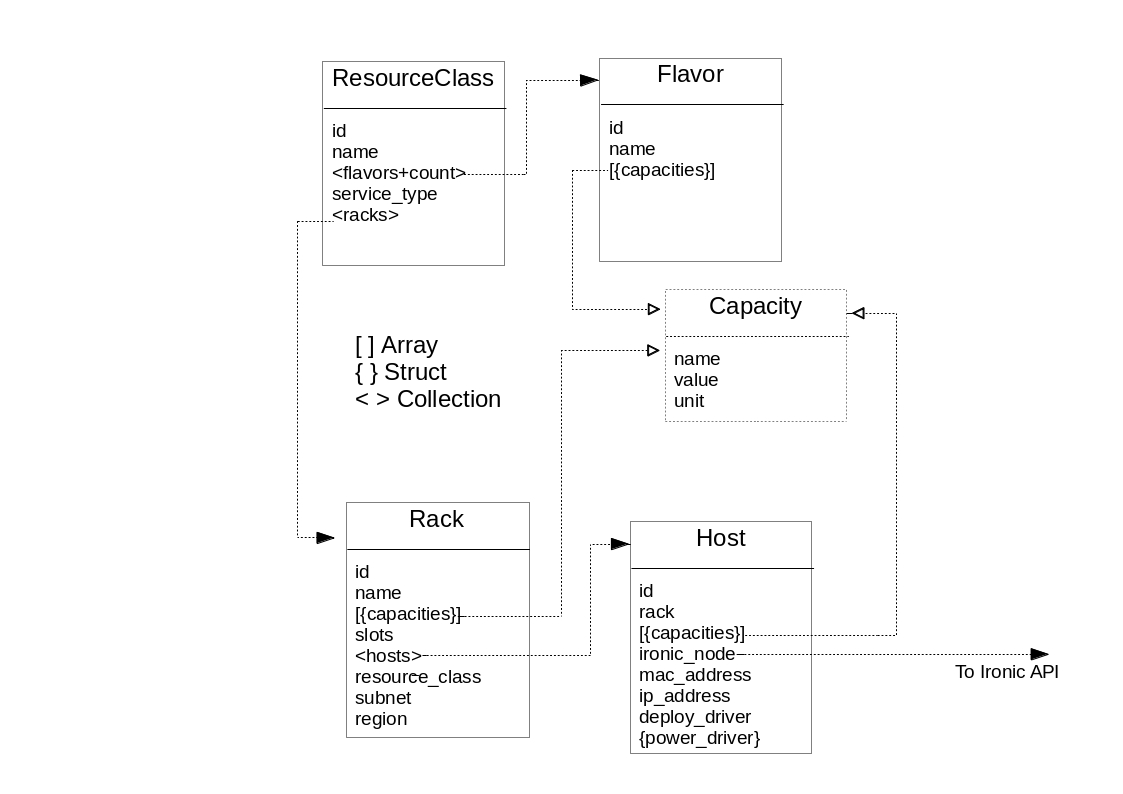 ResourceClass
id
name
<flavors+count>
service_type
<racks>
Flavor
id
name
[{capacities}]
Capacity
name
value
unit
[ ] Array
{ } Struct
< > Collection
Rack
id
name
[{capacities}]
slots
<hosts>
resource_class
subnet
region
Host
id
rack
[{capacities}]
ironic_node
mac_address
ip_address
deploy_driver
{power_driver}
To Ironic API